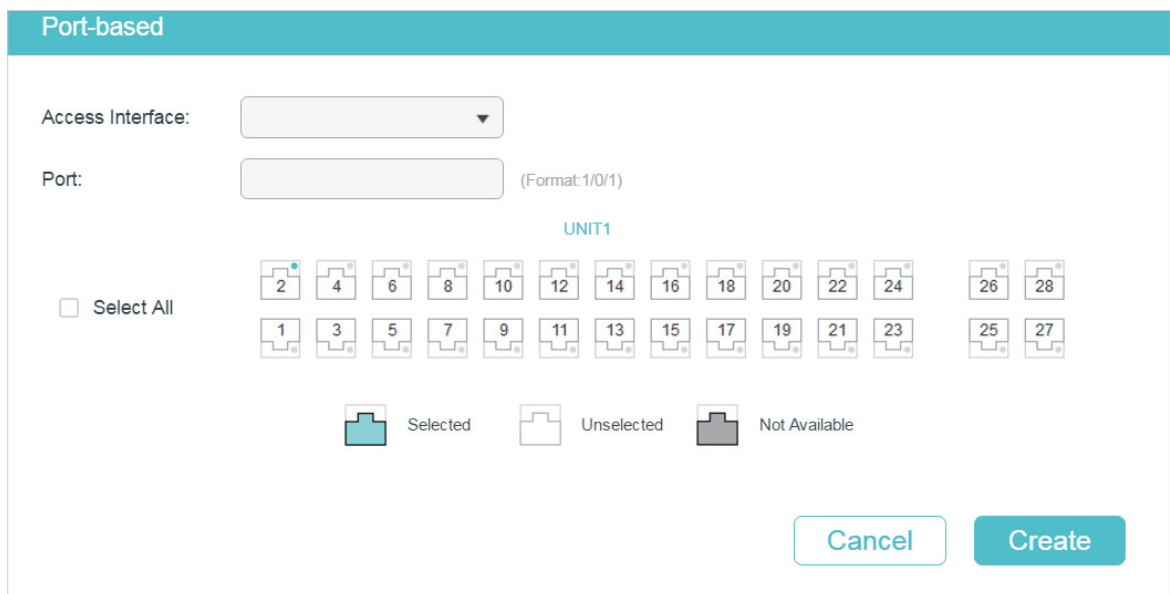 Port-based
Access Interface:
Port: (Format:1/0/1)
UNIT1
2 4 6 8 10 12 14 16 18 20 22 24 26 28
Select All
1 3 5 7 9 11 13 15 17 19 21 23 25 27
Selected Unselected Not Available
Cancel Create